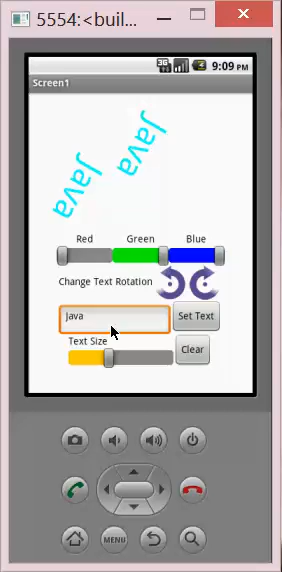 5554:<buil...
3G 9:09 PM
Screen1
Java
Java
Red Green Blue
Change Text Rotation
Java Set Text
Text Size
Clear
MENU